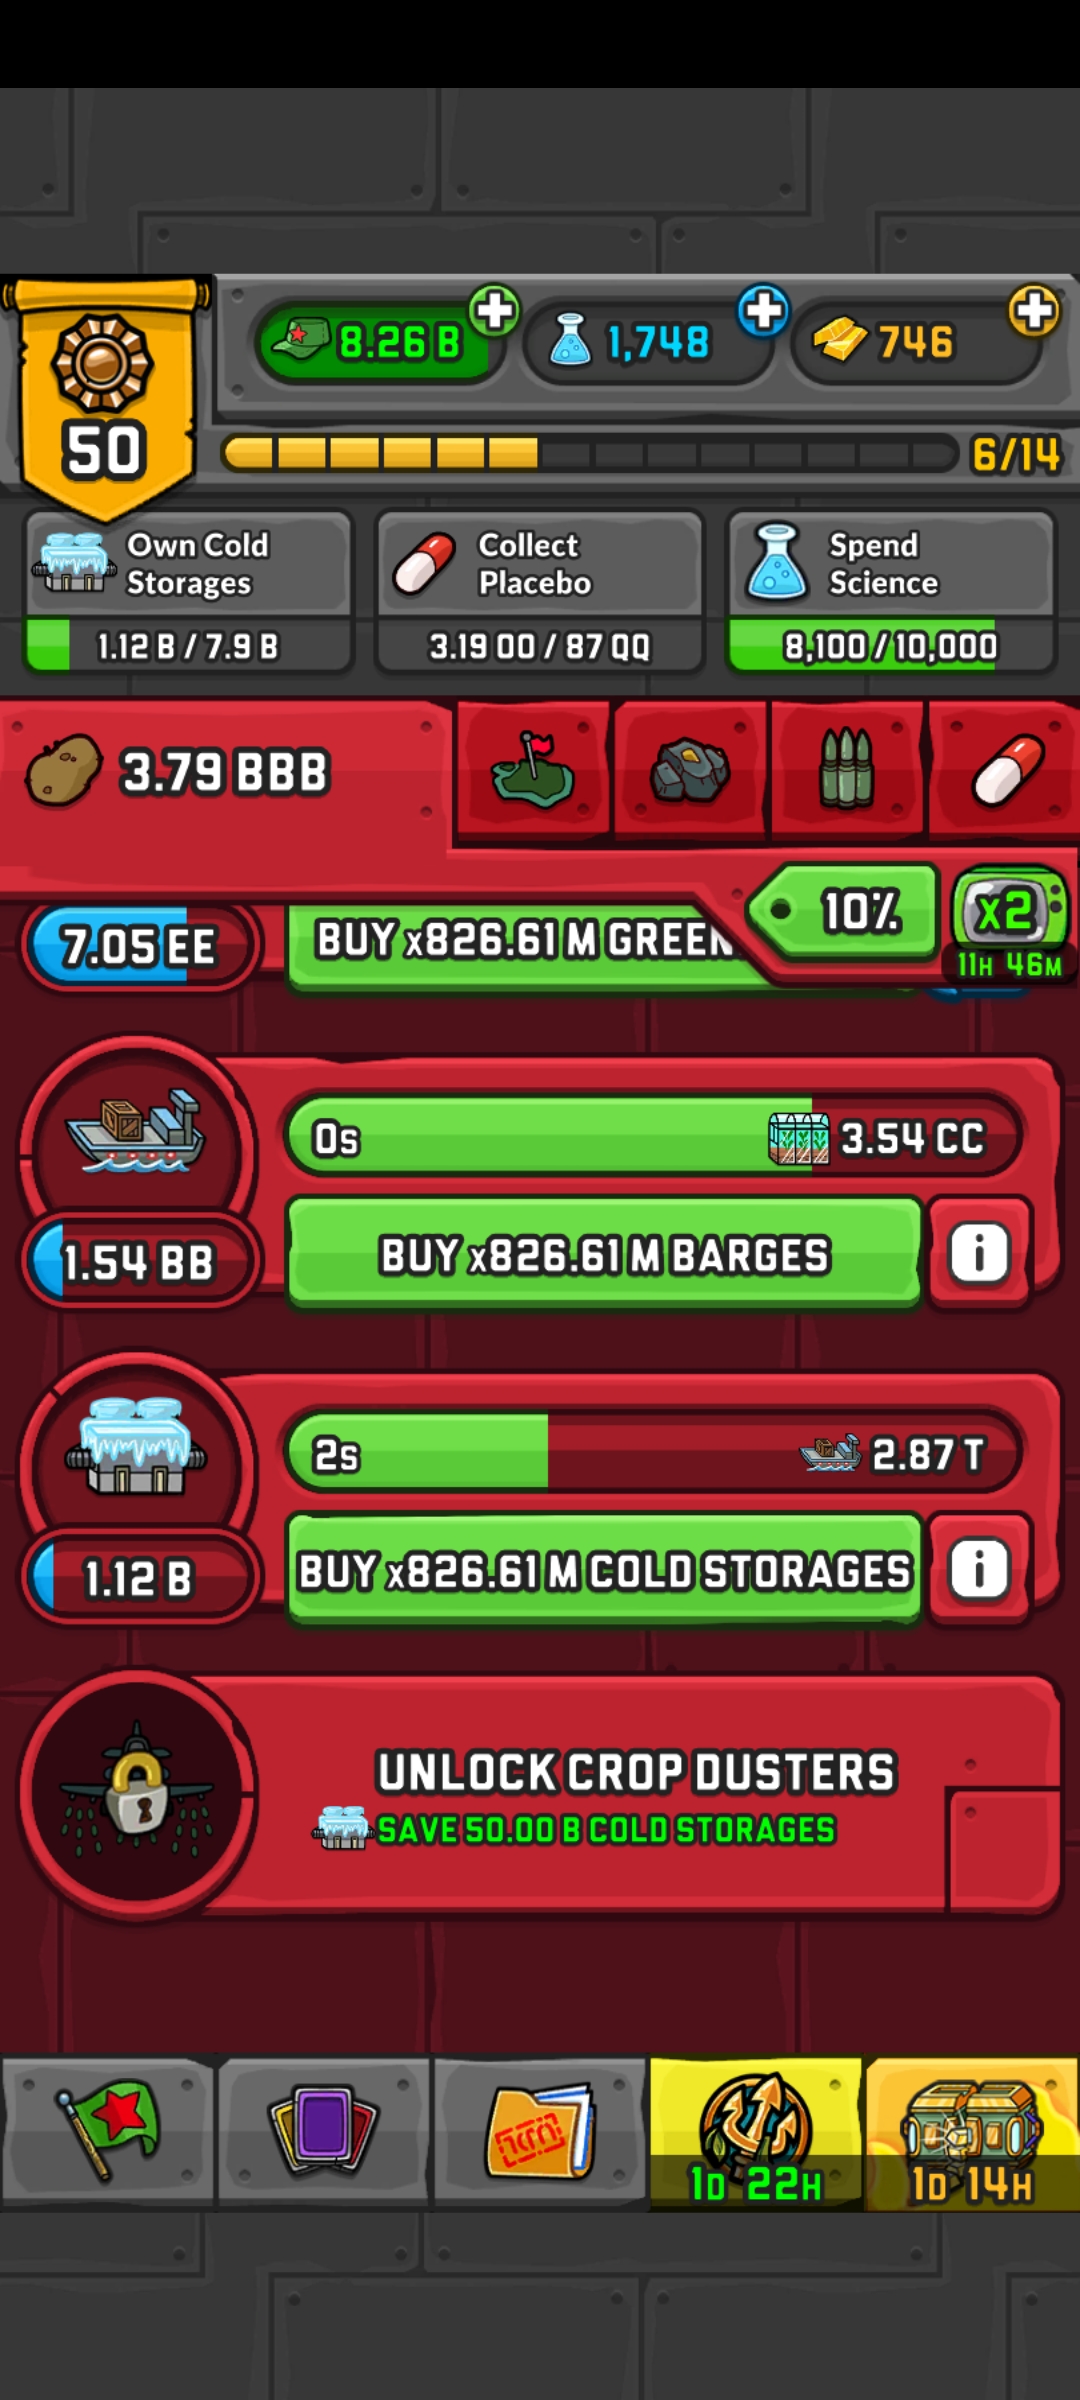 8.26 B
1,748
746
50
6/14
Own Cold
Storages
1.12 B / 7.9 B
Collect
Placebo
3.19 OO / 87 QQ
Spend
Science
8,100 / 10,000
3.79 BBB
10%
x2
11H 46M
7.05 EE
BUY x826.61 M GREEN
0s
3.54 CC
1.54 BB
BUY x826.61 M BARGES
i
2s
2.87 T
1.12 B
BUY x826.61 M COLD STORAGES
i
UNLOCK CROP DUSTERS
SAVE 50.00 B COLD STORAGES
1D 22H
1D 14H